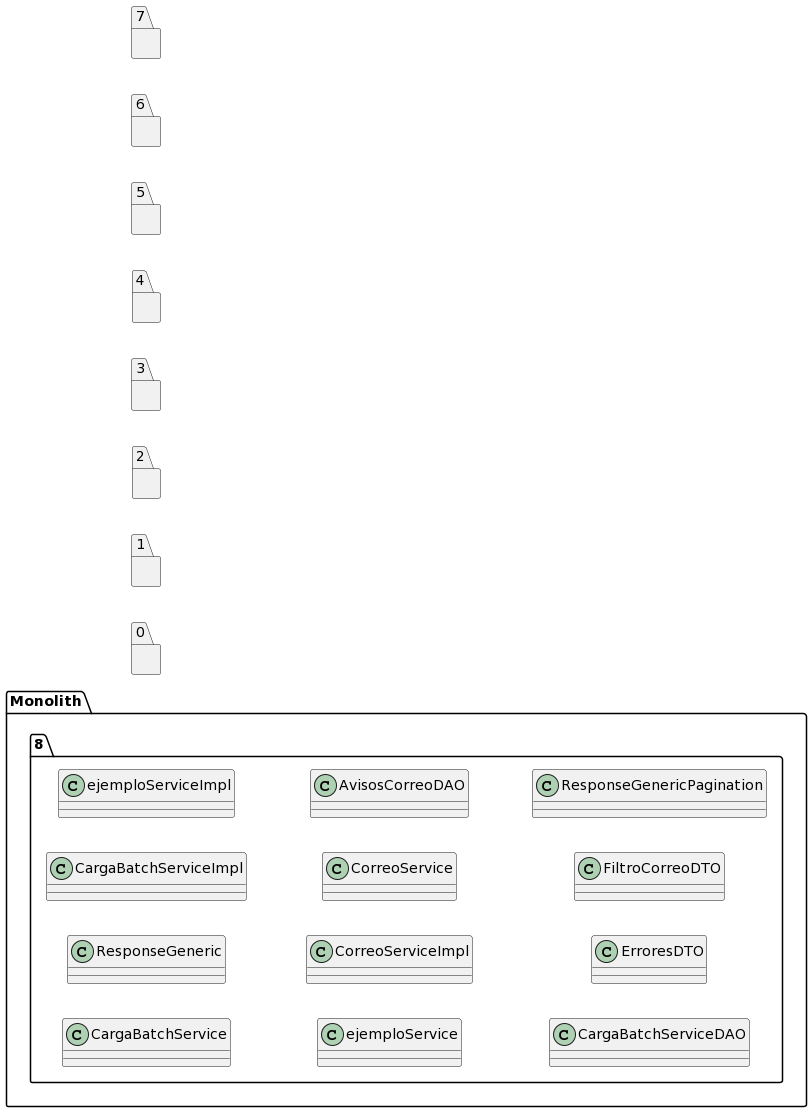 7
6
5
4
3
2
1
0
Monolith
8
C ejemploServiceImpl
C AvisosCorreoDAO
C ResponseGenericPagination
C CargaBatchServiceImpl
C CorreoService
C FiltroCorreoDTO
C ResponseGeneric
C CorreoServiceImpl
C ErroresDTO
C CargaBatchService
C ejemploService
C CargaBatchServiceDAO